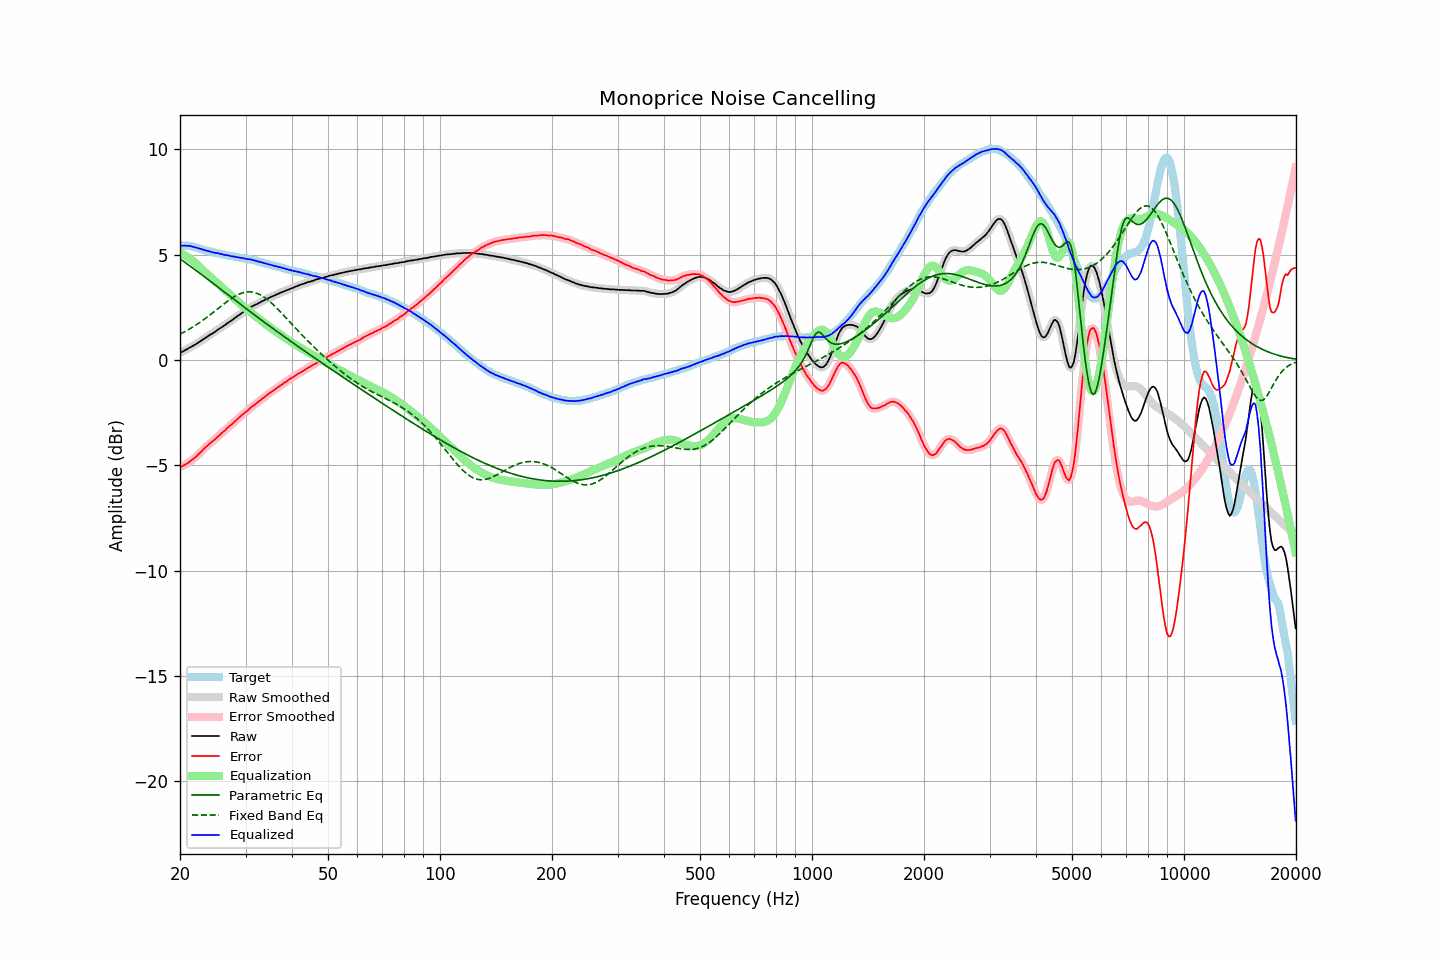 Monoprice Noise Cancelling
Amplitude (dBr)
10
5
0
−5
−10
−15
−20
Target
Raw Smoothed
Error Smoothed
Raw
Error
Equalization
Parametric Eq
Fixed Band Eq
Equalized
20 50 100 200 500 1000 2000 5000 10000 20000
Frequency (Hz)